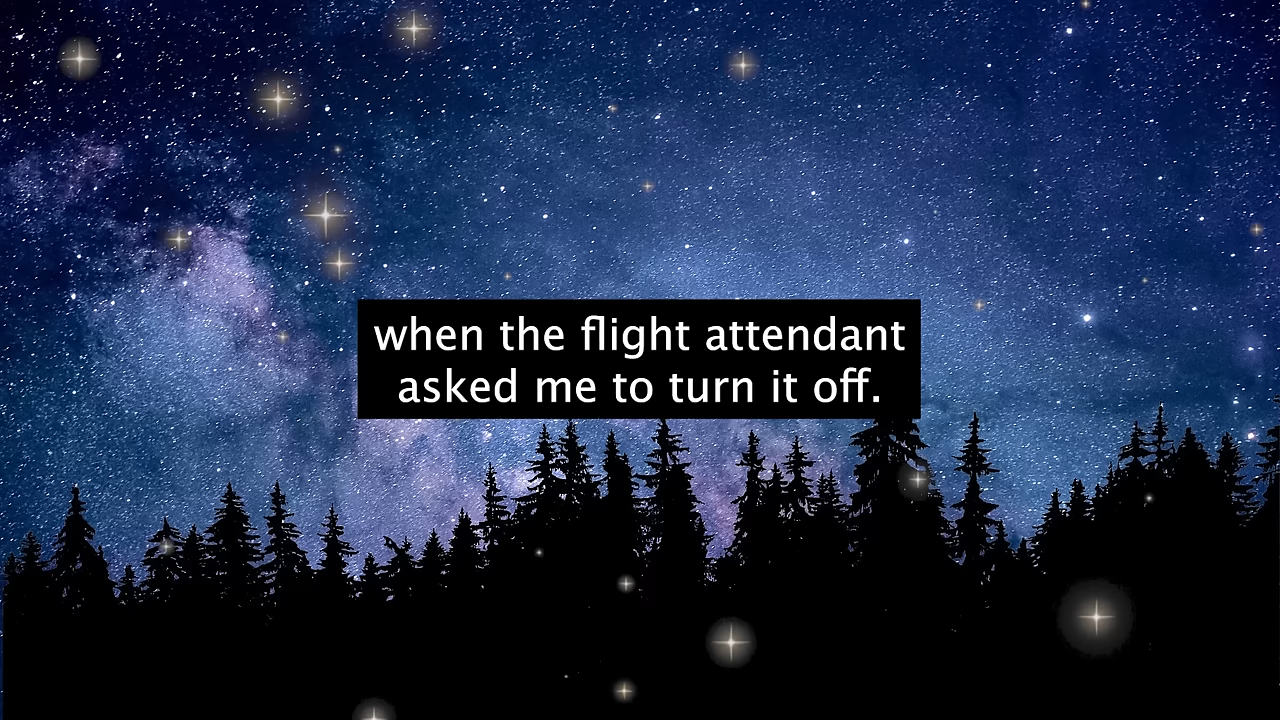 when the flight attendant
asked me to turn it off.